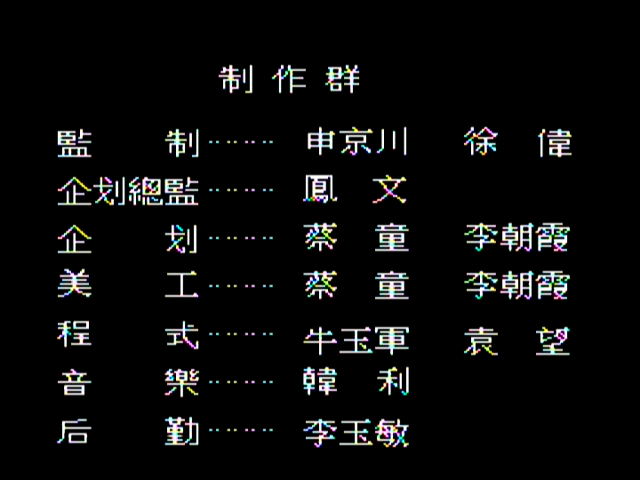 制作群
監制‥‥‥申京川 徐偉
企划總監‥‥‥鳳文
企划‥‥‥蔡童 李朝霞
美工‥‥‥蔡童 李朝霞
程式‥‥‥牛玉軍 袁望
音樂‥‥‥韓利
后勤‥‥‥李玉敏